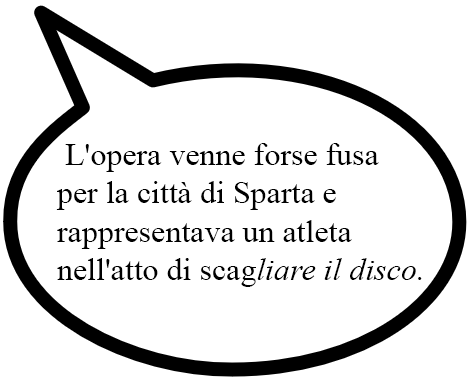 L'opera venne forse fusa
per la città di Sparta e
rappresentava un atleta
nell'atto di scagliare il disco.